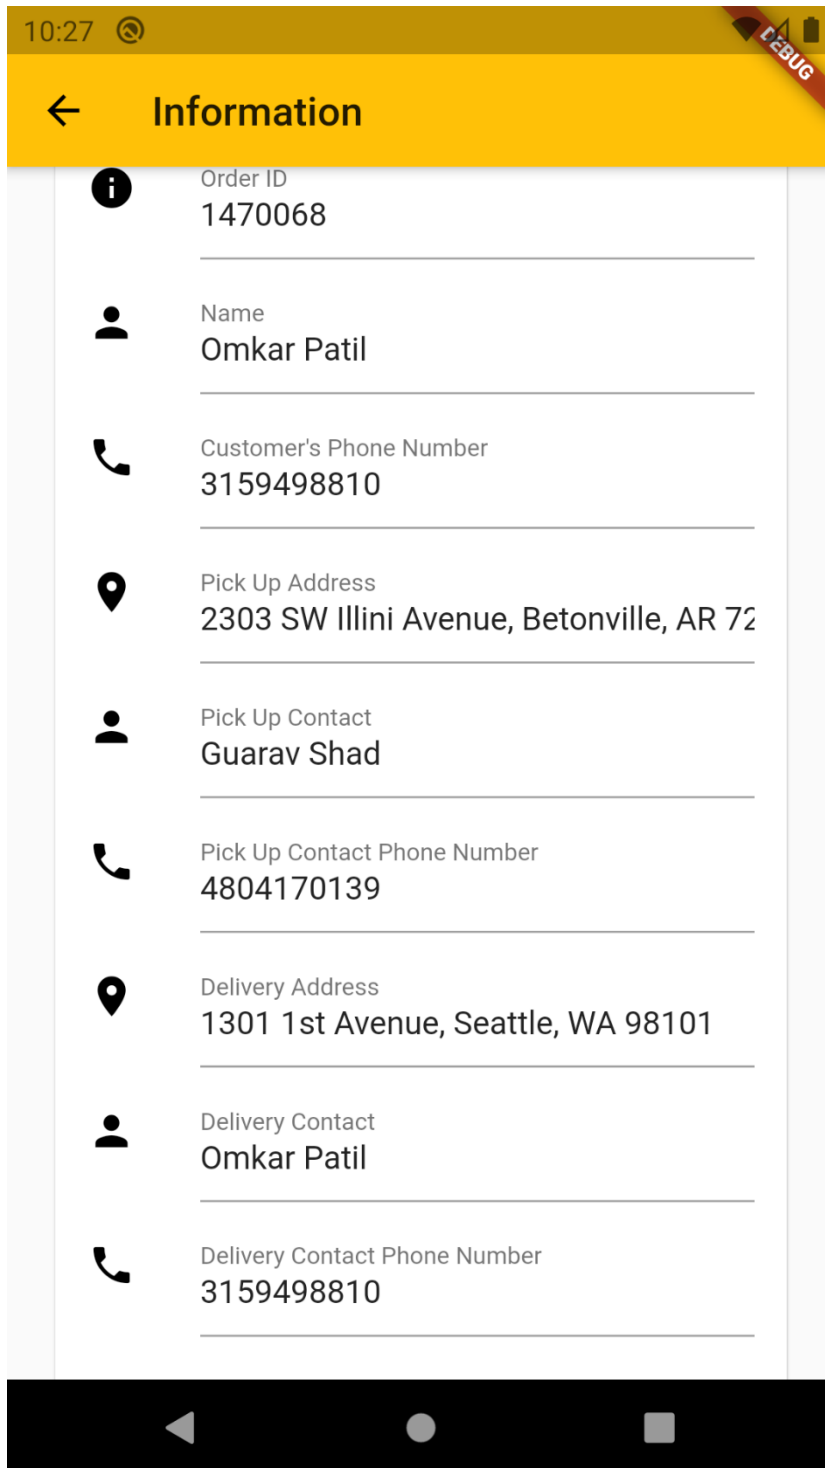 10:27
DEBUG
Information
Order ID
1470068
Name
Omkar Patil
Customer's Phone Number
3159498810
Pick Up Address
2303 SW Illini Avenue, Betonville, AR 72
Pick Up Contact
Guarav Shad
Pick Up Contact Phone Number
4804170139
Delivery Address
1301 1st Avenue, Seattle, WA 98101
Delivery Contact
Omkar Patil
Delivery Contact Phone Number
3159498810